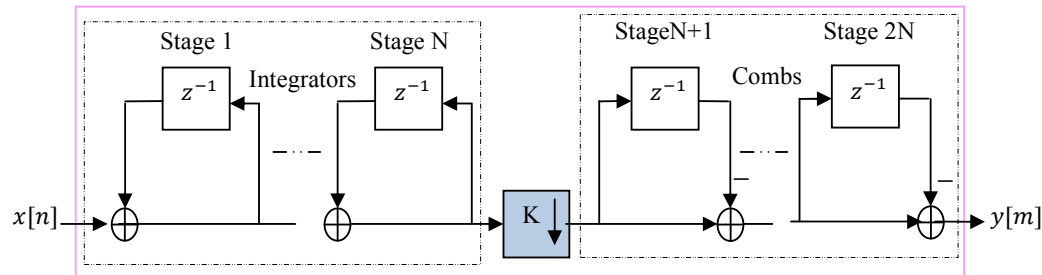 Stage 1
Stage N
StageN+1
Stage 2N
z⁻¹
Integrators
z⁻¹
z⁻¹
Combs
z⁻¹
x[n]
K
y[m]